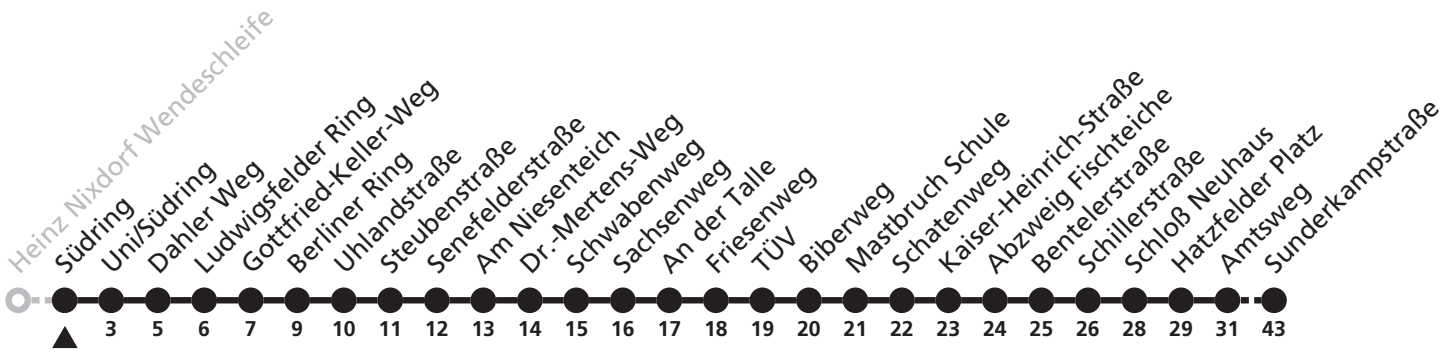 Heinz Nixdorf Wendeschleife
Südring
Uni/Südring
Dahler Weg
Ludwigsfelder Ring
Gottfried-Keller-Weg
Berliner Ring
Uhlandstraße
Steubenstraße
Senefelderstraße
Am Niesenteich
Dr.-Mertens-Weg
Schwabenweg
Sachsenweg
An der Talle
Friesenweg
TÜV
Biberweg
Mastbruch Schule
Schatenweg
Kaiser-Heinrich-Straße
Abzweig Fischteiche
Bentelerstraße
Schillerstraße
Schloß Neuhaus
Hatzfelder Platz
Amtsweg
Sunderkampstraße
3 5 6 7 9 10 11 12 13 14 15 16 17 18 19 20 21 22 23 24 25 26 28 29 31 43